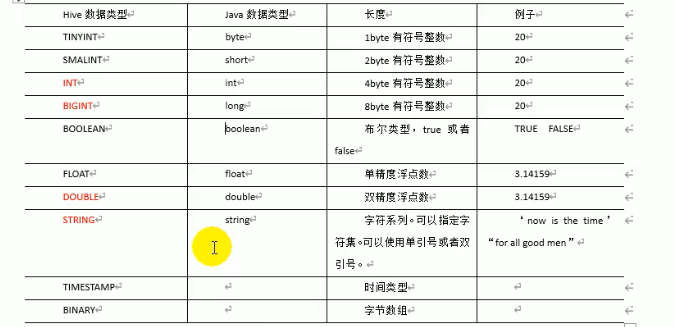 Hive 数据类型 Java 数据类型 长度 例子
TINYINT byte 1byte 有符号整数 20
SMALINT short 2byte 有符号整数 20
INT int 4byte 有符号整数 20
BIGINT long 8byte 有符号整数 20
BOOLEAN boolean 布尔类型，true 或者 TRUE FALSE
false
FLOAT float 单精度浮点数 3.14159
DOUBLE double 双精度浮点数 3.14159
STRING string 字符系列。可以指定字 ‘now is the time’
符集。可以使用单引号或者双 “for all good men”
引号。
TIMESTAMP 时间类型
BINARY 字节数组